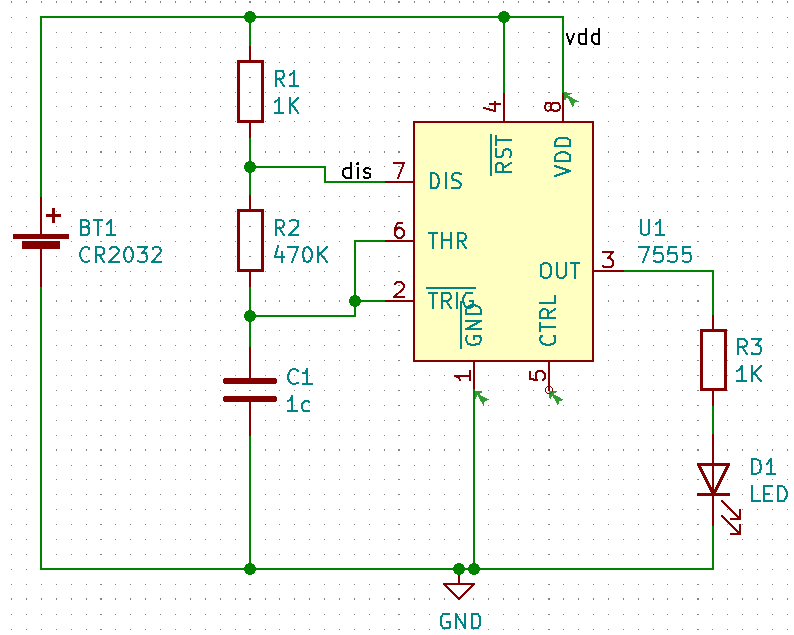 vdd
R1
1K
4
8
RST
VDD
dis
7
DIS
+
BT1
CR2032
R2
470K
6
THR
U1
7555
OUT
3
2
TRIG
GND
CTRL
R3
1K
C1
1c
1
5
D1
LED
GND